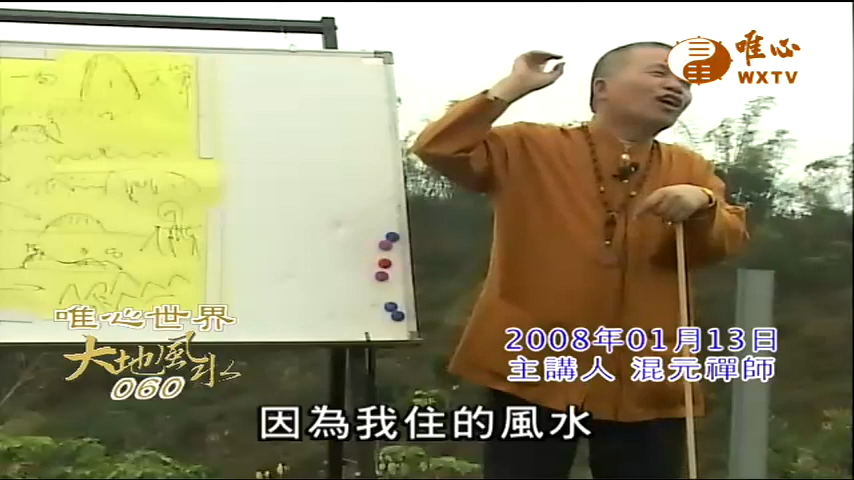 唯心
WXTV
唯心世界
大地風水
060
2008年01月13日
主講人 混元禪師
因為我住的風水